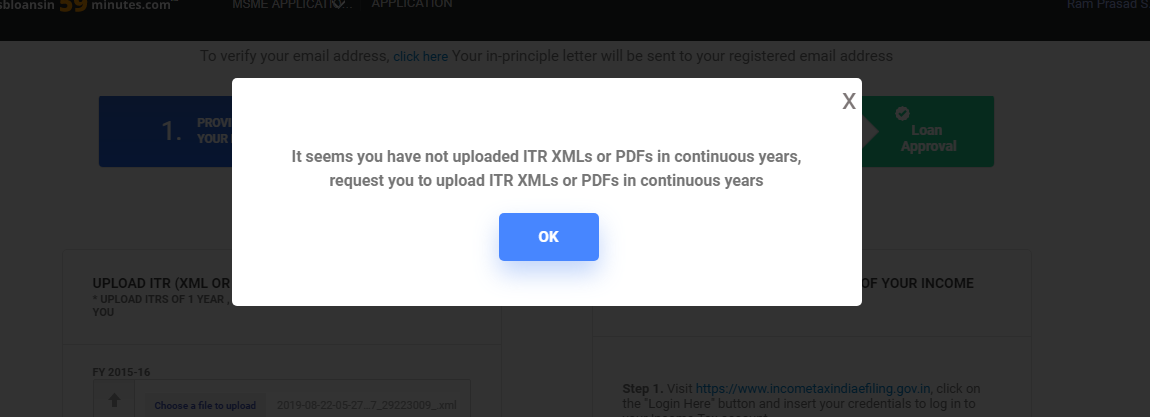 sbloansin 59 minutes.com
MSME APPLICATI... APPLICATION
Ram Prasad S
To verify your email address, click here Your in-principle letter will be sent to your registered email address
X
1. PROVI
YOUR
Loan
Approval
It seems you have not uploaded ITR XMLs or PDFs in continuous years,
request you to upload ITR XMLs or PDFs in continuous years
OK
UPLOAD ITR (XML OR
* UPLOAD ITRS OF 1 YEAR ,
YOU
FY 2015-16
Choose a file to upload 2019-08-22-05-27...7_29223009_.xml
OF YOUR INCOME
Step 1. Visit https://www.incometaxindiaefiling.gov.in, click on
the "Login Here" button and insert your credentials to log in to